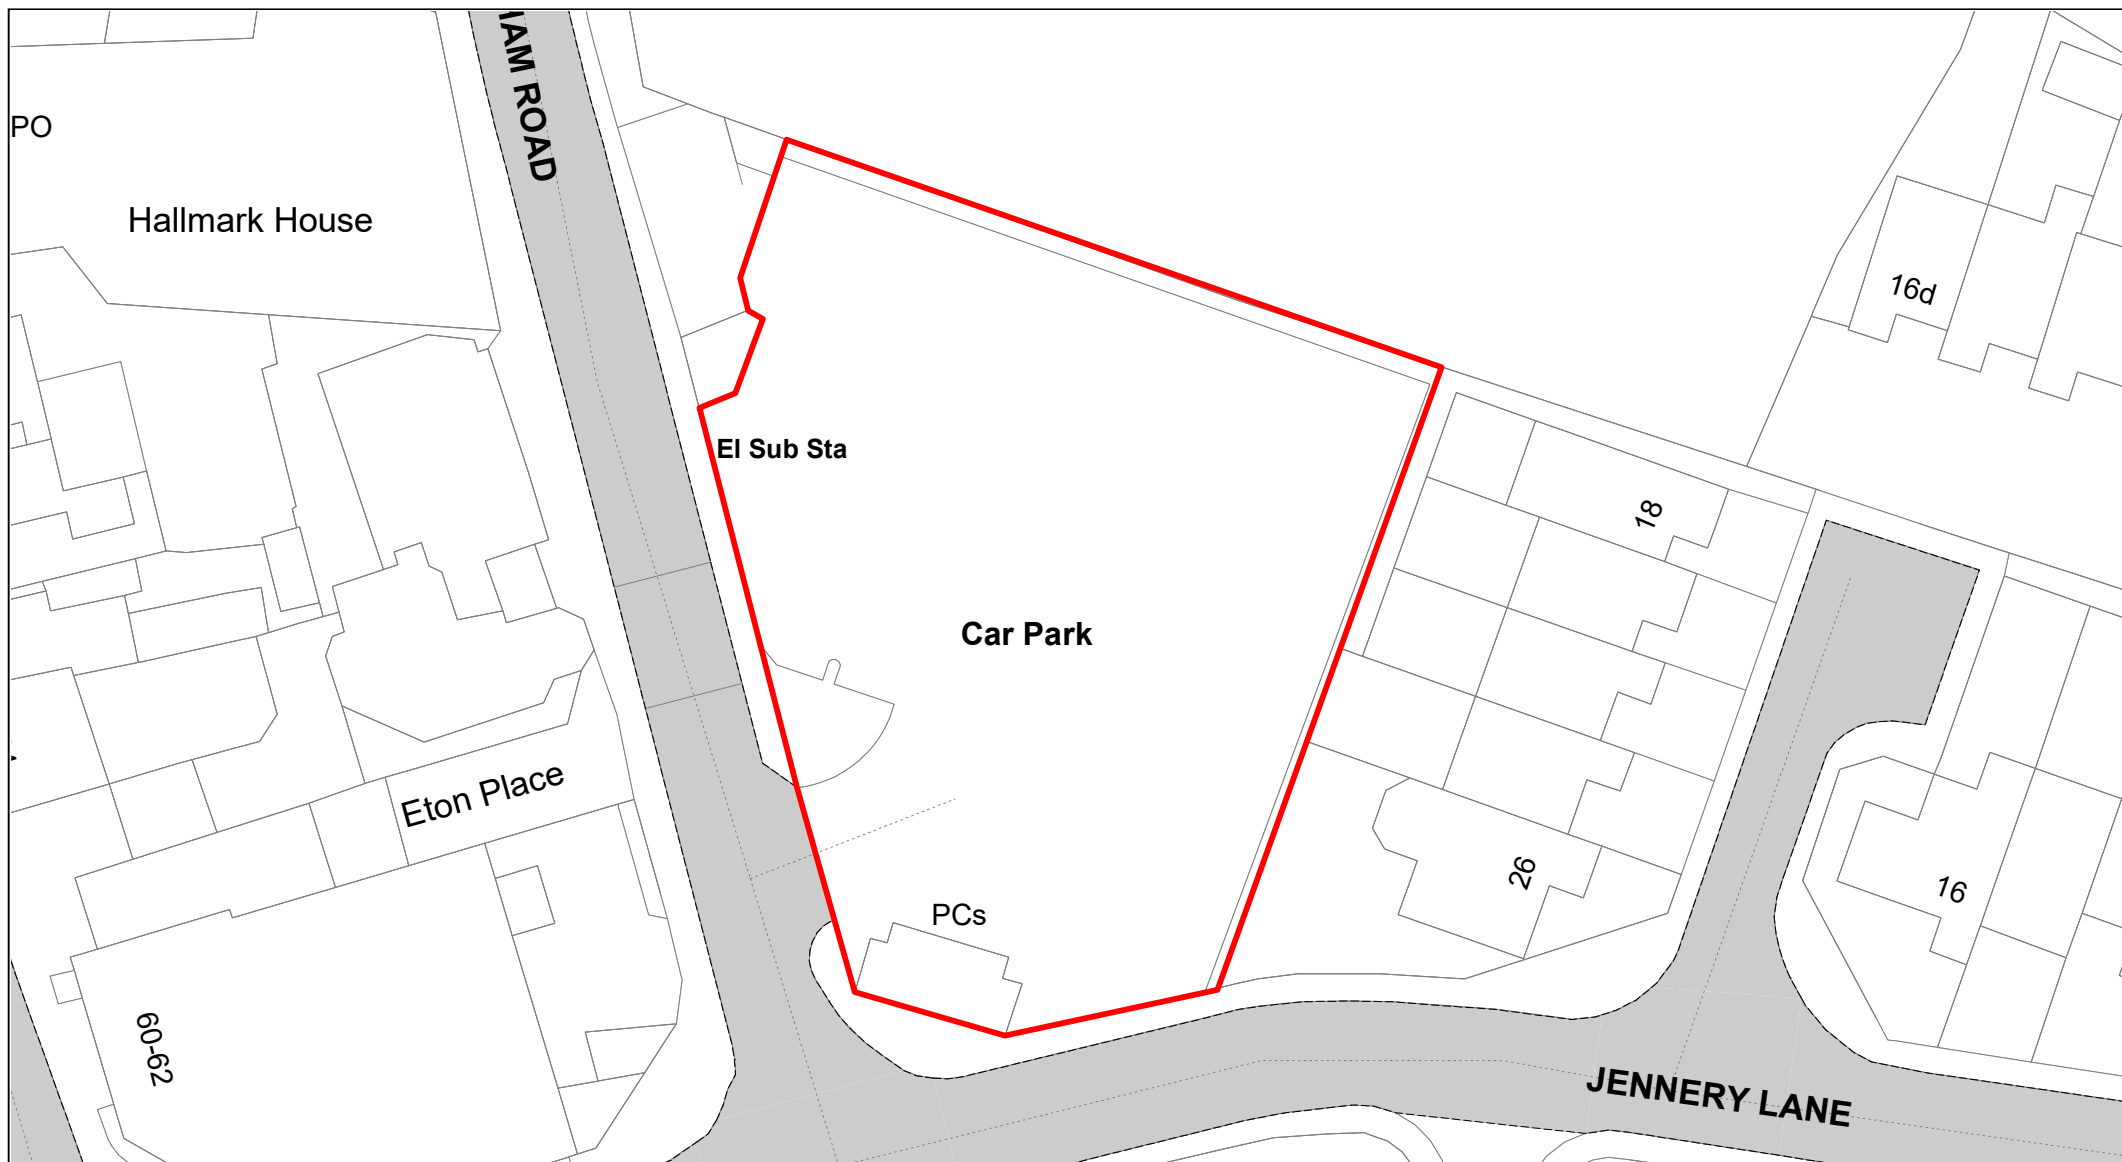 HAM ROAD
PO
Hallmark House
16d
El Sub Sta
18
Car Park
Eton Place
26
16
PCs
60-62
JENNERY LANE